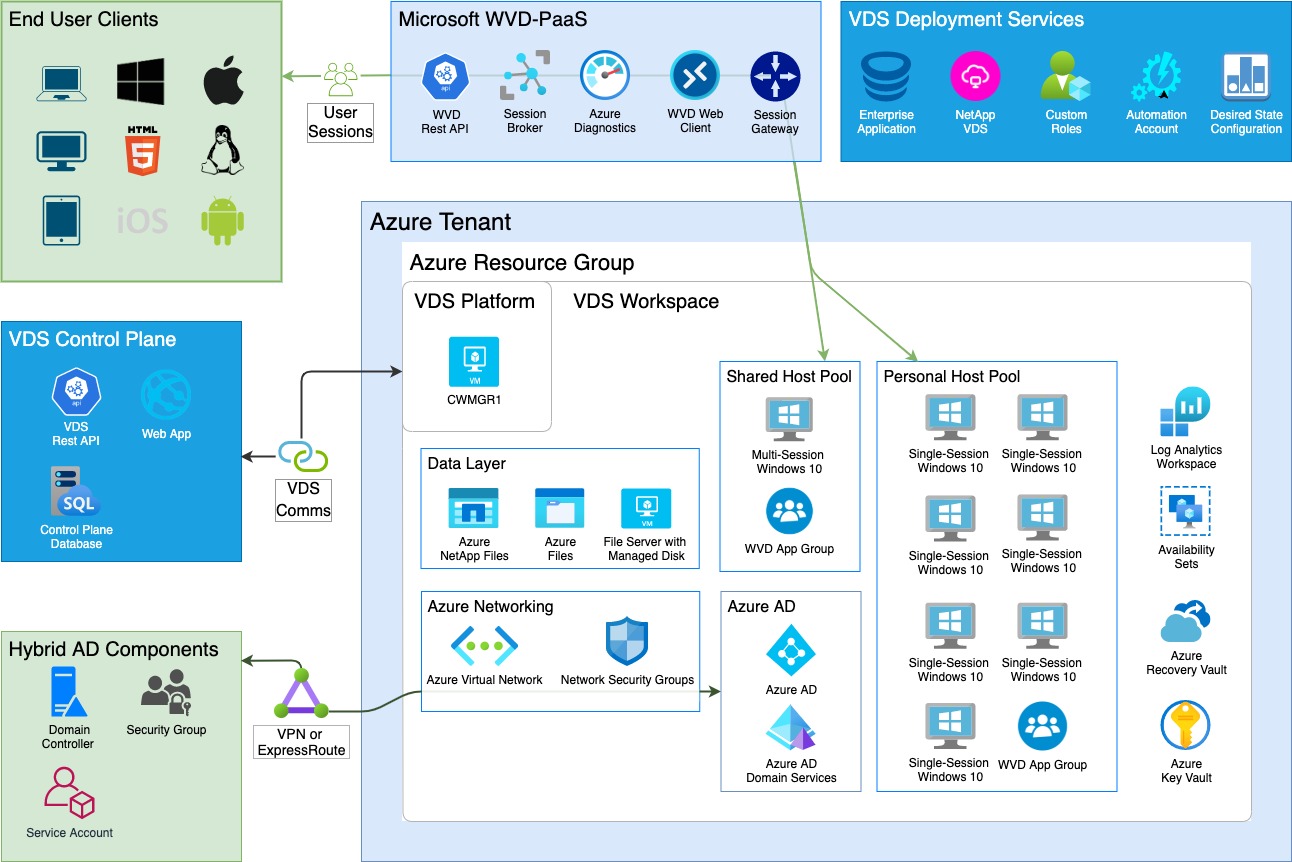 End User Clients
HTML
5
iOS
User
Sessions
Microsoft WVD-PaaS
api
WVD
Rest API
Session
Broker
Azure
Diagnostics
WVD Web
Client
Session
Gateway
VDS Deployment Services
Enterprise
Application
NetApp
VDS
Custom
Roles
Automation
Account
Desired State
Configuration
Azure Tenant
Azure Resource Group
VDS Platform
VM
CWMGR1
VDS Workspace
VDS Control Plane
api
VDS
Rest API
Web App
SQL
Control Plane
Database
VDS
Comms
Data Layer
Azure
NetApp Files
Azure
Files
VM
File Server with
Managed Disk
Shared Host Pool
Multi-Session
Windows 10
WVD App Group
Personal Host Pool
Single-Session
Windows 10
Single-Session
Windows 10
Single-Session
Windows 10
Single-Session
Windows 10
Single-Session
Windows 10
Single-Session
Windows 10
Single-Session
Windows 10
WVD App Group
Log Analytics
Workspace
Availability
Sets
Azure
Recovery Vault
Azure
Key Vault
Azure Networking
Azure Virtual Network
Network Security Groups
Azure AD
Azure AD
Azure AD
Domain Services
Hybrid AD Components
Domain
Controller
Security Group
Service Account
VPN or
ExpressRoute